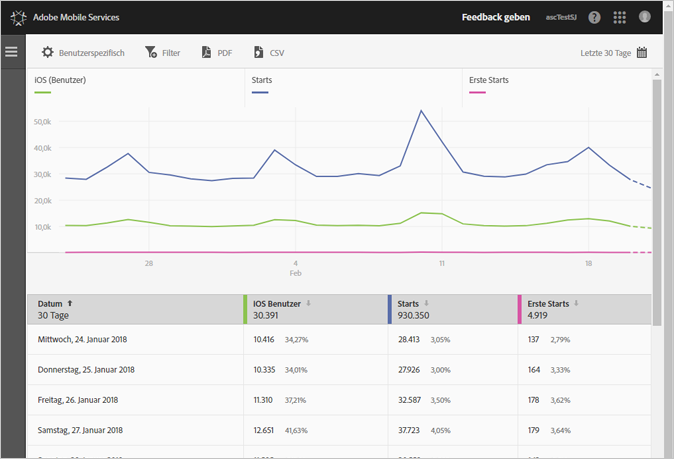 Adobe Mobile Services Feedback geben ascTestSJ ?
Benutzerspezifisch Filter PDF CSV Letzte 30 Tage
iOS (Benutzer) Starts Erste Starts
50,0k
40,0k
30,0k
20,0k
10,0k
28 4 11 18
Feb
Datum IOS Benutzer Starts Erste Starts
30 Tage 30.391 930.350 4.919
Mittwoch, 24. Januar 2018 10.416 34,27% 28.413 3,05% 137 2,79%
Donnerstag, 25. Januar 2018 10.335 34,01% 27.926 3,00% 164 3,33%
Freitag, 26. Januar 2018 11.310 37,21% 32.587 3,50% 178 3,62%
Samstag, 27. Januar 2018 12.651 41,63% 37.723 4,05% 179 3,64%